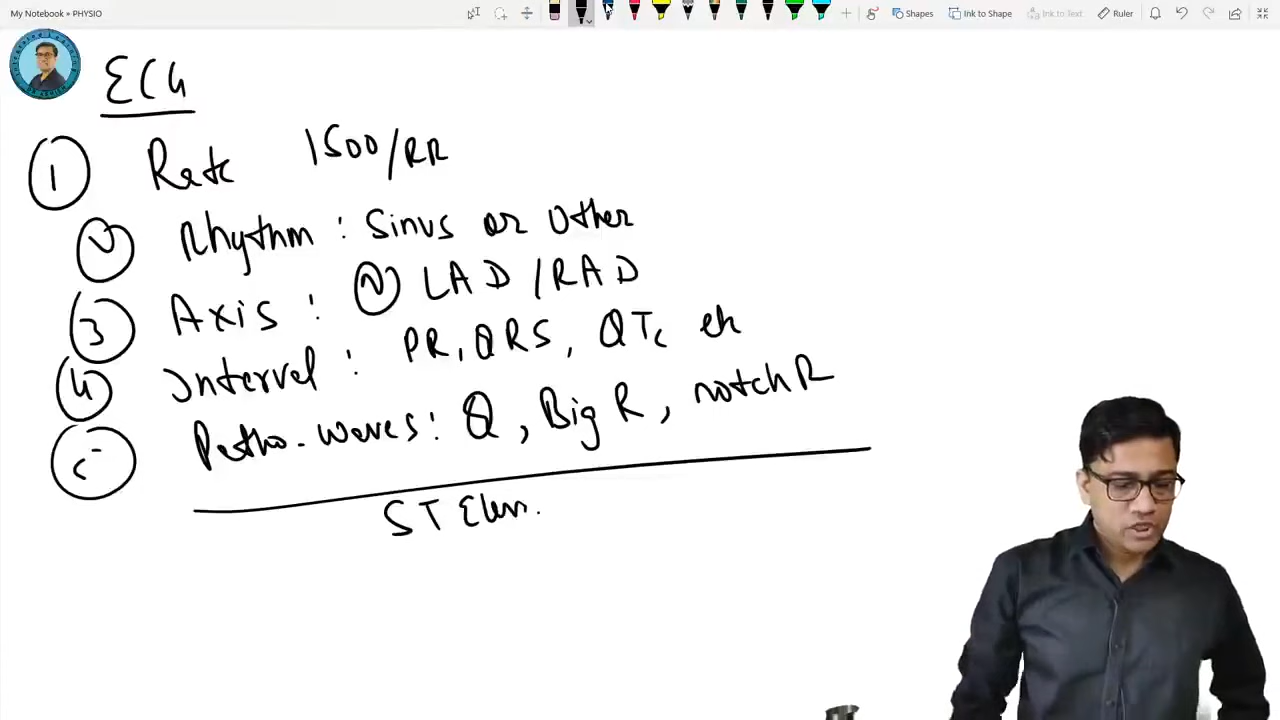 My Notebook » PHYSIO
Shapes Ink to Shape Ink to Text Ruler
ECG
1 Rate 1500/RR
2 Rhythm : Sinus or Other
3 Axis : N LAD /RAD
4 Interval : PR, QRS, QTc etc
5 Patho. waves : Q, Big R, notch R
ST Elev.